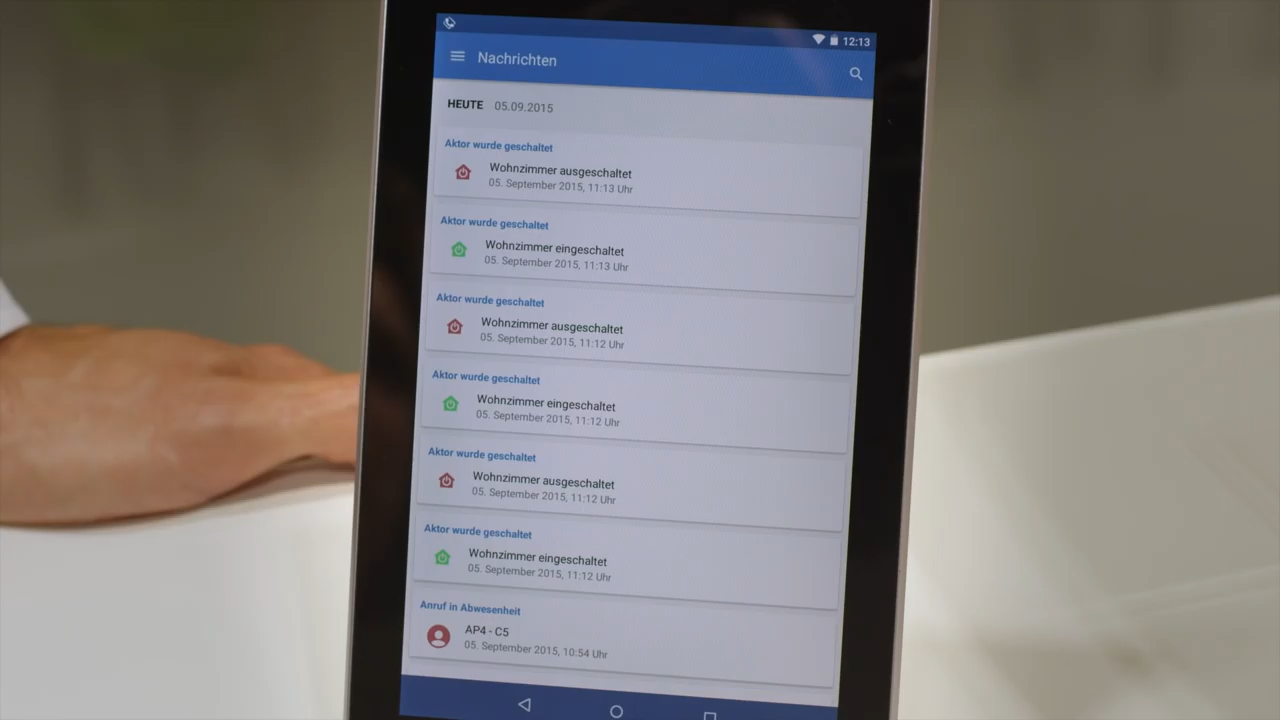 12:13
Nachrichten
HEUTE 05.09.2015
Aktor wurde geschaltet
Wohnzimmer ausgeschaltet
05. September 2015, 11:13 Uhr
Aktor wurde geschaltet
Wohnzimmer eingeschaltet
05. September 2015, 11:13 Uhr
Aktor wurde geschaltet
Wohnzimmer ausgeschaltet
05. September 2015, 11:12 Uhr
Aktor wurde geschaltet
Wohnzimmer eingeschaltet
05. September 2015, 11:12 Uhr
Aktor wurde geschaltet
Wohnzimmer ausgeschaltet
05. September 2015, 11:12 Uhr
Aktor wurde geschaltet
Wohnzimmer eingeschaltet
05. September 2015, 11:12 Uhr
Anruf in Abwesenheit
AP4 - C5
05. September 2015, 10:54 Uhr